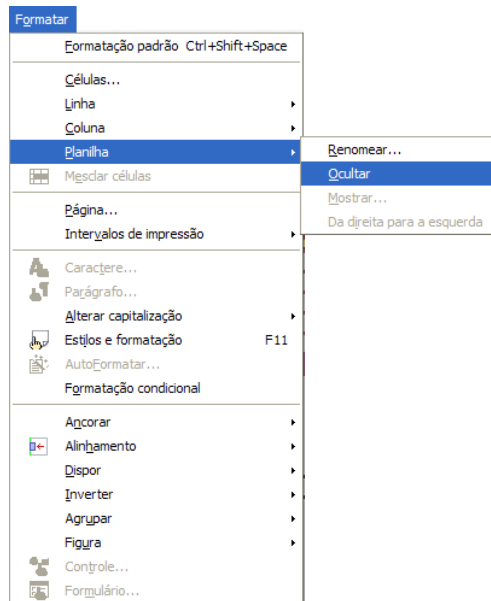 Formatar
Formatação padrão Ctrl+Shift+Space
Células...
Linha
Coluna
Planilha
Renomear...
Ocultar
Mostrar...
Da direita para a esquerda
Mesclar células
Página...
Intervalos de impressão
Caractere...
Parágrafo...
Alterar capitalização
Estilos e formatação F11
AutoFormatar...
Formatação condicional
Ancorar
Alinhamento
Dispor
Inverter
Agrupar
Figura
Controle...
Formulário...